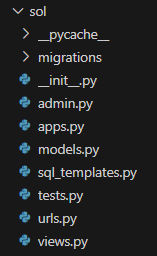 sol
__pycache__
migrations
__init__.py
admin.py
apps.py
models.py
sql_templates.py
tests.py
urls.py
views.py